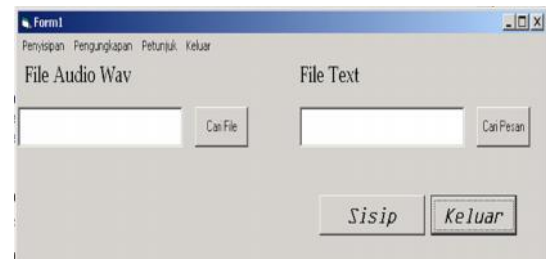 Form1
Penyisipan Pengungkapan Petunjuk Keluar
File Audio Wav File Text
Cari File Cari Pesan
Sisip Keluar